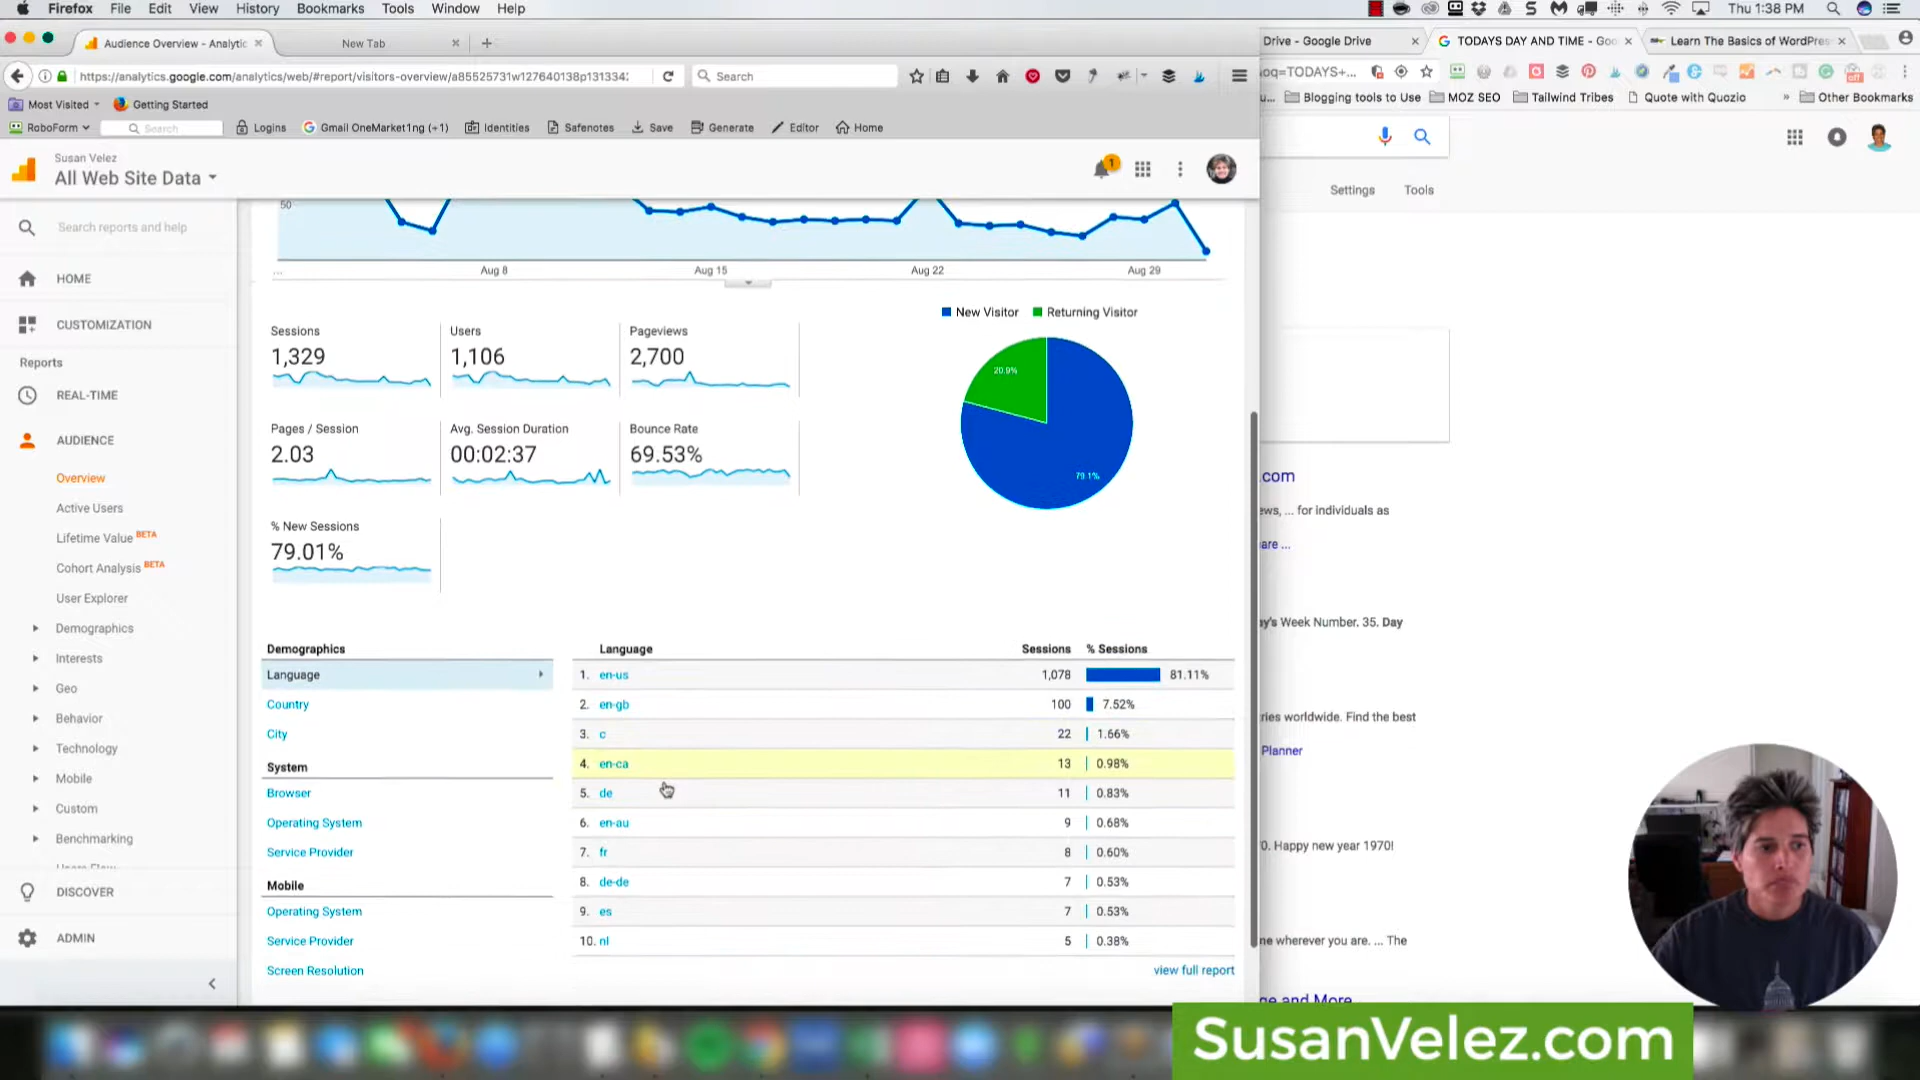 Firefox File Edit View History Bookmarks Tools Window Help Thu 1:38 PM
Audience Overview - Analytic New Tab
Drive - Google Drive TODAYS DAY AND TIME - Goo Learn The Basics of WordPre
https://analytics.google.com/analytics/web/#report/visitors-overview/a85525731w127640138p131334 Search
oq=TODAYS+...
Most Visited Getting Started
Blogging tools to Use MOZ SEO Tailwind Tribes Quote with Quozio » Other Bookmarks
RoboForm Search Logins Gmail OneMarket1ng (+1) Identities Safenotes Save Generate Editor Home
Susan Velez
All Web Site Data
1
Settings Tools
Search reports and help
HOME
CUSTOMIZATION
Reports
REAL-TIME
AUDIENCE
Overview
Active Users
Lifetime Value BETA
Cohort Analysis BETA
User Explorer
Demographics
Interests
Geo
Behavior
Technology
Mobile
Custom
Benchmarking
Users Flow
DISCOVER
ADMIN
50
... Aug 8 Aug 15 Aug 22 Aug 29
New Visitor Returning Visitor
20.9%
79.1%
Sessions
1,329
Users
1,106
Pageviews
2,700
Pages / Session
2.03
Avg. Session Duration
00:02:37
Bounce Rate
69.53%
% New Sessions
79.01%
Demographics
Language
Country
City
System
Browser
Operating System
Service Provider
Mobile
Operating System
Service Provider
Screen Resolution
Language Sessions % Sessions
1. en-us 1,078 81.11%
2. en-gb 100 7.52%
3. c 22 1.66%
4. en-ca 13 0.98%
5. de 11 0.83%
6. en-au 9 0.68%
7. fr 8 0.60%
8. de-de 7 0.53%
9. es 7 0.53%
10. nl 5 0.38%
view full report
.com
ews, ... for individuals as
are ...
ay's Week Number. 35. Day
ries worldwide. Find the best
Planner
0. Happy new year 1970!
me wherever you are. ... The
ge and More
SusanVelez.com